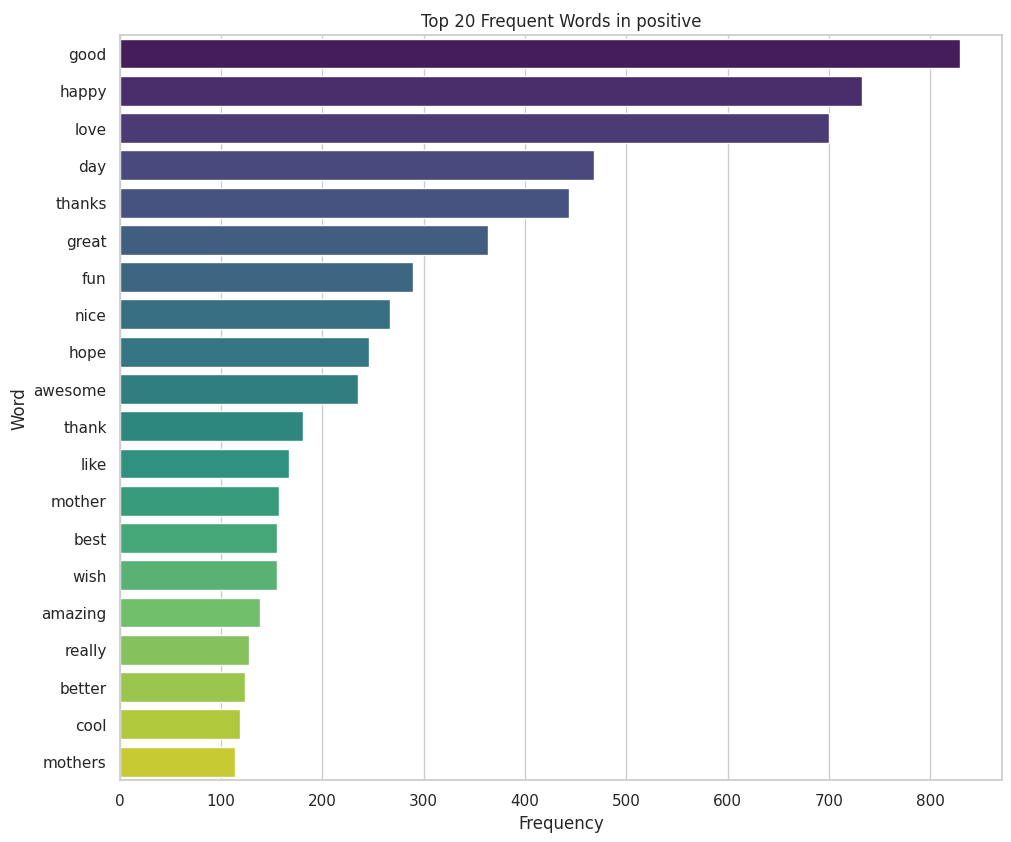 Top 20 Frequent Words in positive
good
happy
love
day
thanks
great
fun
nice
hope
awesome
thank
like
mother
best
wish
amazing
really
better
cool
mothers
Word
0 100 200 300 400 500 600 700 800
Frequency